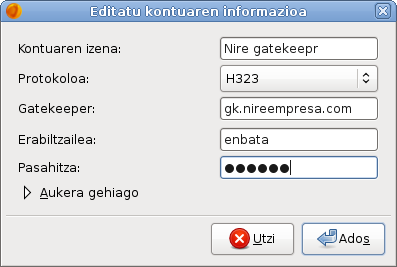 Editatu kontuaren informazioa
Kontuaren izena: Nire gatekeepr
Protokoloa: H323
Gatekeeper: gk.nireempresa.com
Erabiltzailea: enbata
Pasahitza: ●●●●●●
Aukera gehiago
Utzi Ados